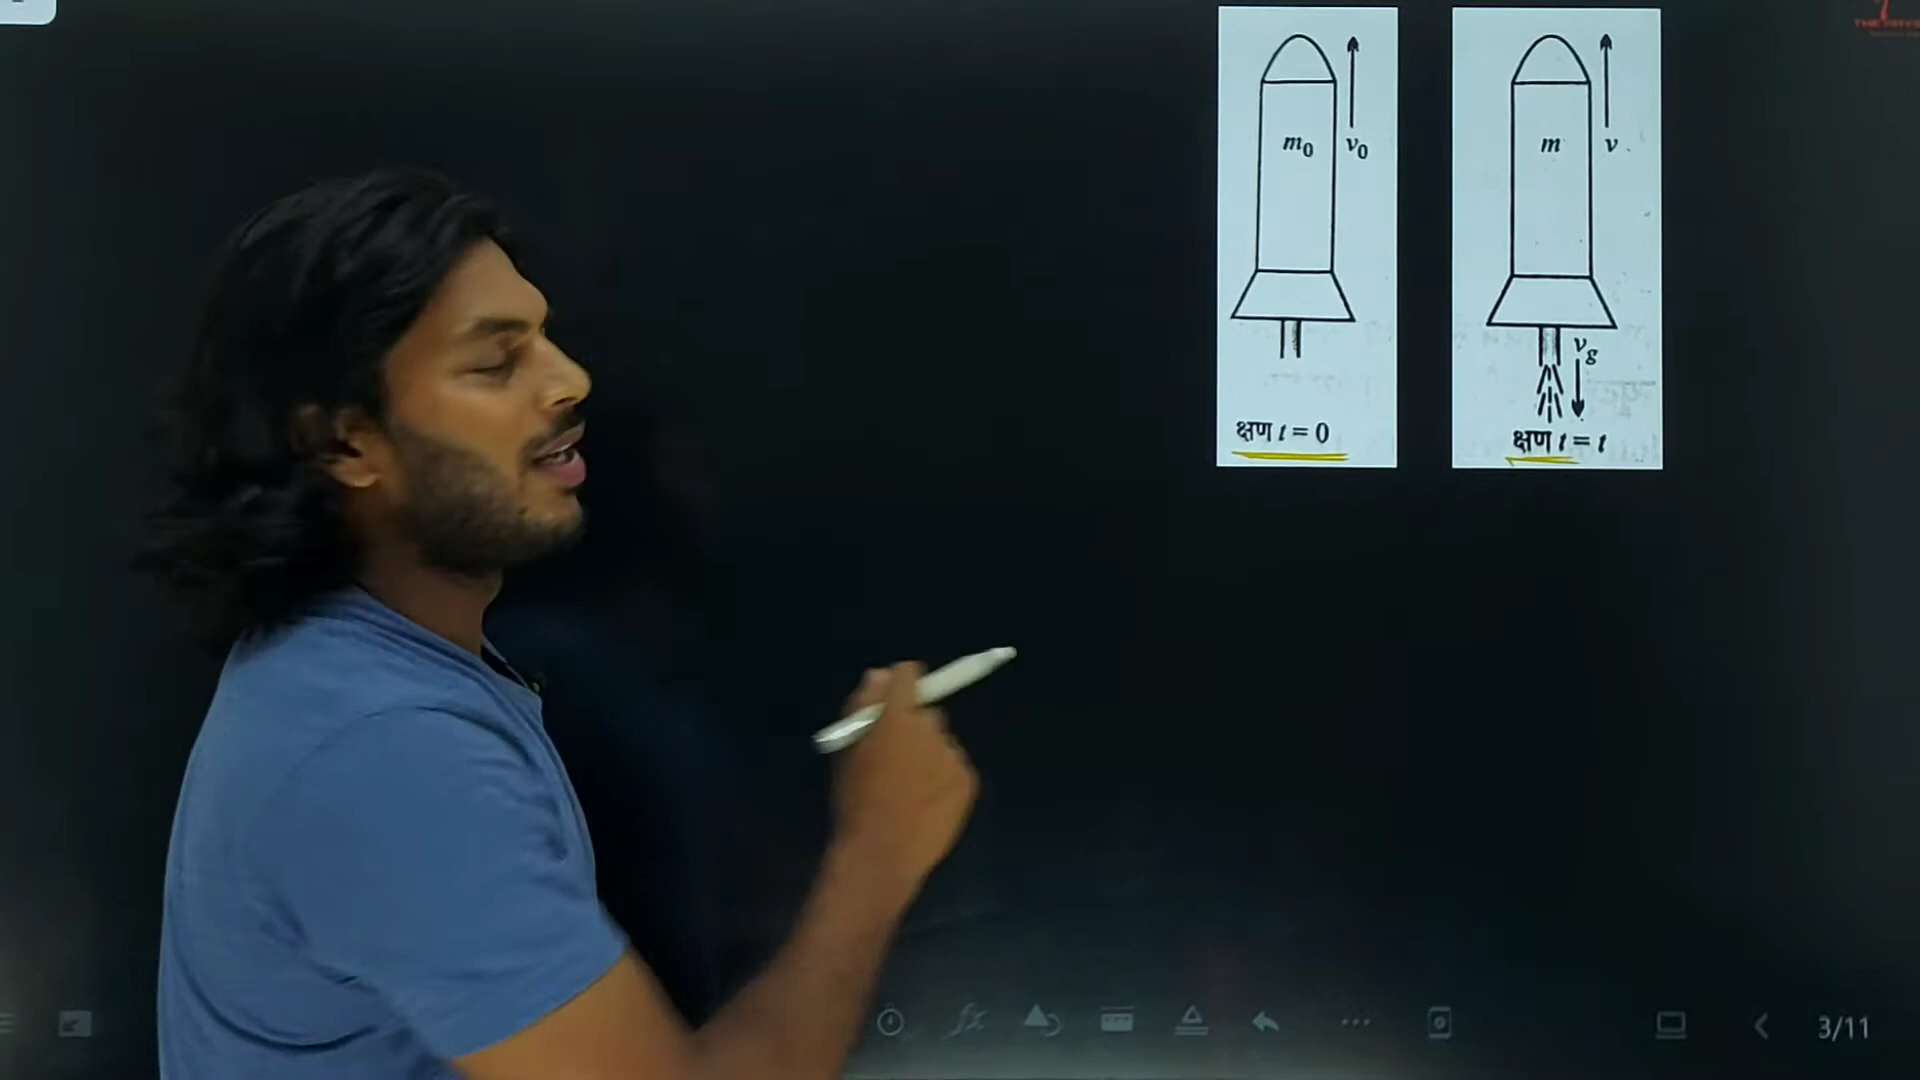 m₀ v₀
क्षण t = 0
m v
v_g
क्षण t = t
3/11